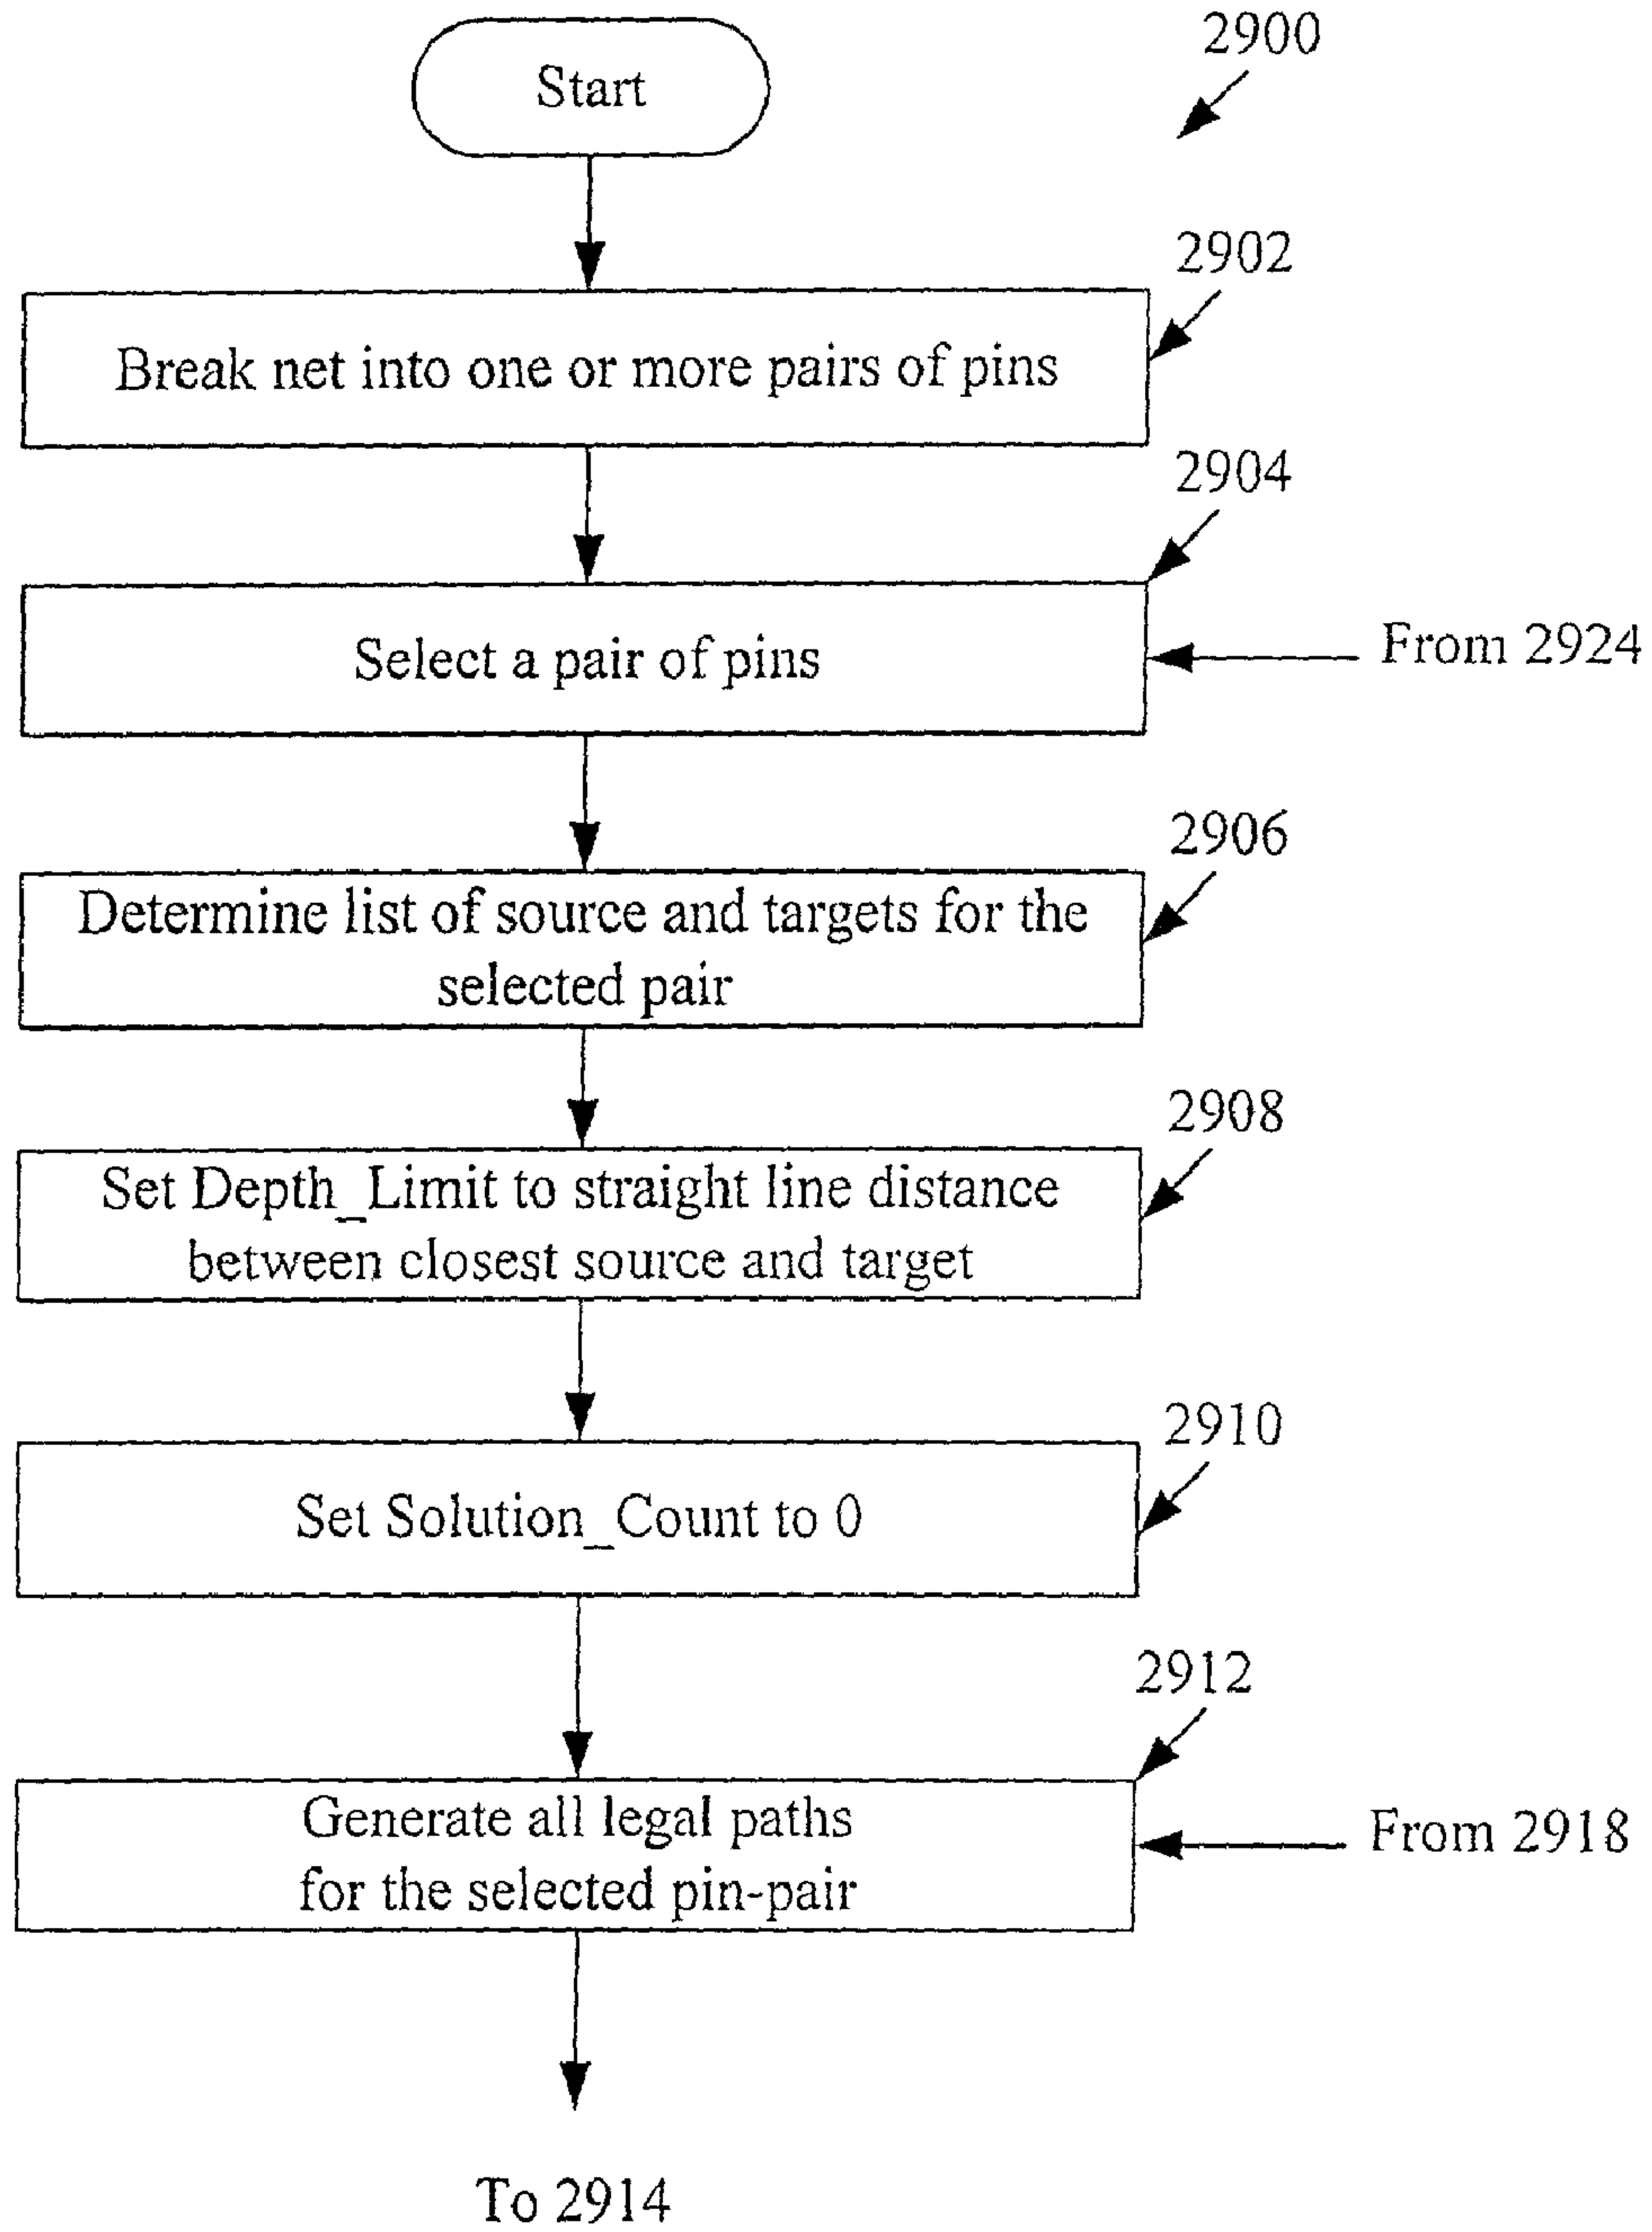 2900
Start
2902
Break net into one or more pairs of pins
2904
Select a pair of pins
From 2924
2906
Determine list of source and targets for the
selected pair
2908
Set Depth_Limit to straight line distance
between closest source and target
2910
Set Solution_Count to 0
2912
Generate all legal paths
for the selected pin-pair
From 2918
To 2914